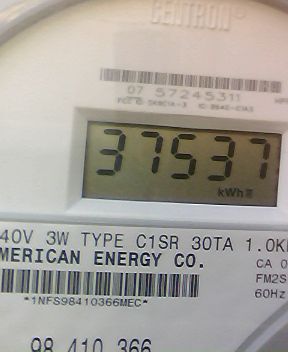 CENTRON®
07 57245311
37537
kWh
40V 3W TYPE C1SR 30TA 1.0K
MERICAN ENERGY CO.
CA 0
FM2S
60Hz
*1NFS98410366MEC*
98 410 366